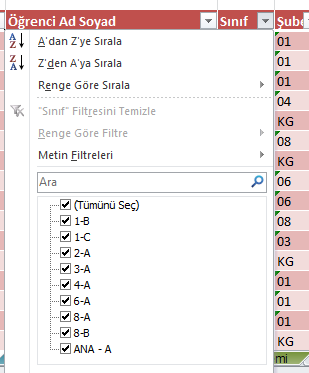 Öğrenci Ad Soyad Sınıf Şube
A'dan Z'ye Sırala
Z'den A'ya Sırala
Renge Göre Sırala
"Sınıf" Filtresini Temizle
Renge Göre Filtre
Metin Filtreleri
Ara
(Tümünü Seç)
1-B
1-C
2-A
3-A
4-A
6-A
8-A
8-B
ANA - A
01
01
01
04
KG
08
KG
06
06
08
03
KG
01
01
01
KG
mi